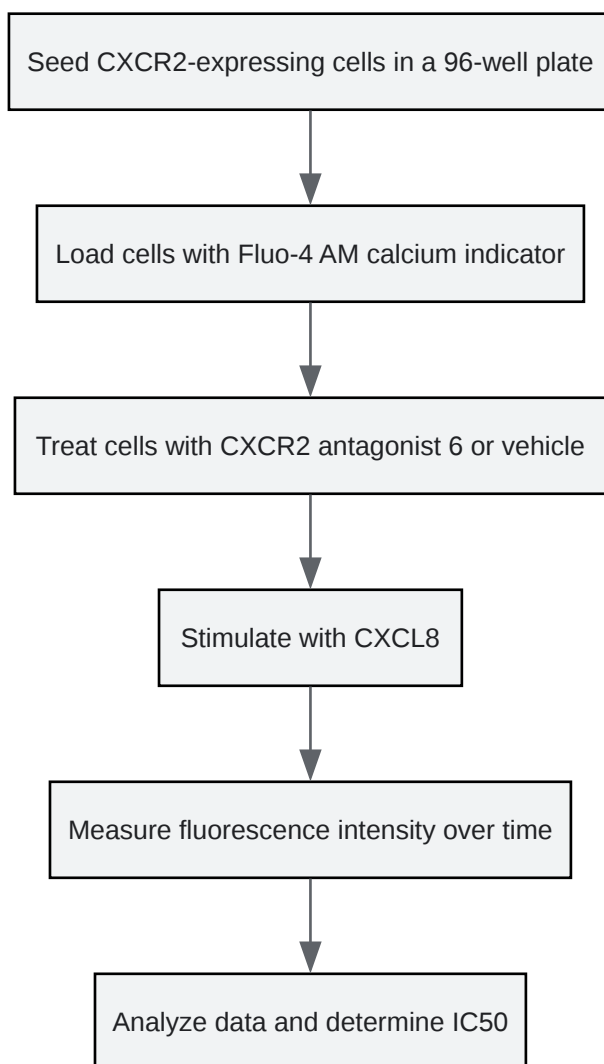 Seed CXCR2-expressing cells in a 96-well plate
Load cells with Fluo-4 AM calcium indicator
Treat cells with CXCR2 antagonist 6 or vehicle
Stimulate with CXCL8
Measure fluorescence intensity over time
Analyze data and determine IC50